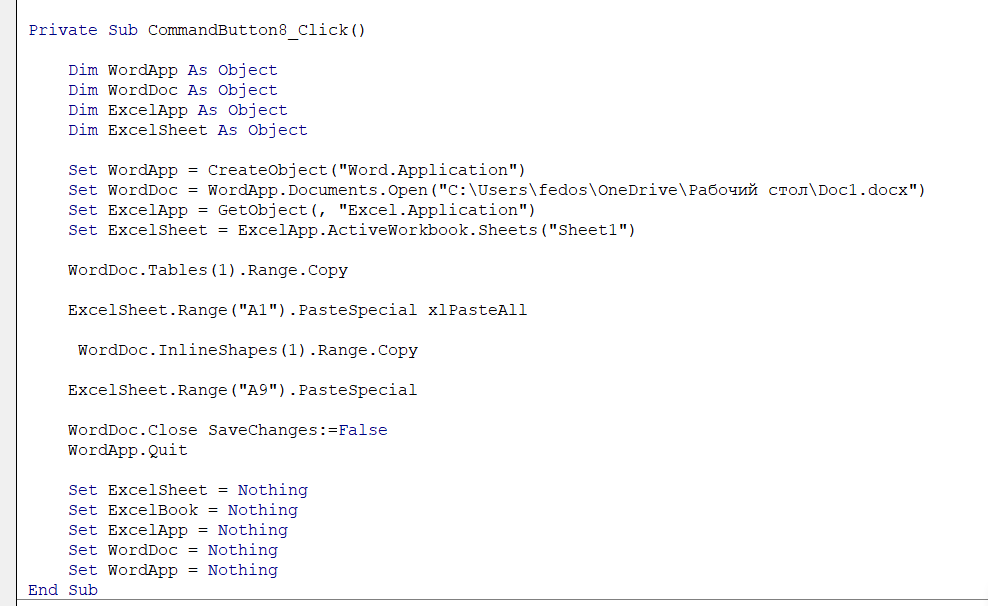 Private Sub CommandButton8_Click()
Dim WordApp As Object
Dim WordDoc As Object
Dim ExcelApp As Object
Dim ExcelSheet As Object
Set WordApp = CreateObject("Word.Application")
Set WordDoc = WordApp.Documents.Open("C:\Users\fedos\OneDrive\Рабочий стол\Doc1.docx")
Set ExcelApp = GetObject(, "Excel.Application")
Set ExcelSheet = ExcelApp.ActiveWorkbook.Sheets("Sheet1")
WordDoc.Tables(1).Range.Copy
ExcelSheet.Range("A1").PasteSpecial xlPasteAll
WordDoc.InlineShapes(1).Range.Copy
ExcelSheet.Range("A9").PasteSpecial
WordDoc.Close SaveChanges:=False
WordApp.Quit
Set ExcelSheet = Nothing
Set ExcelBook = Nothing
Set ExcelApp = Nothing
Set WordDoc = Nothing
Set WordApp = Nothing
End Sub